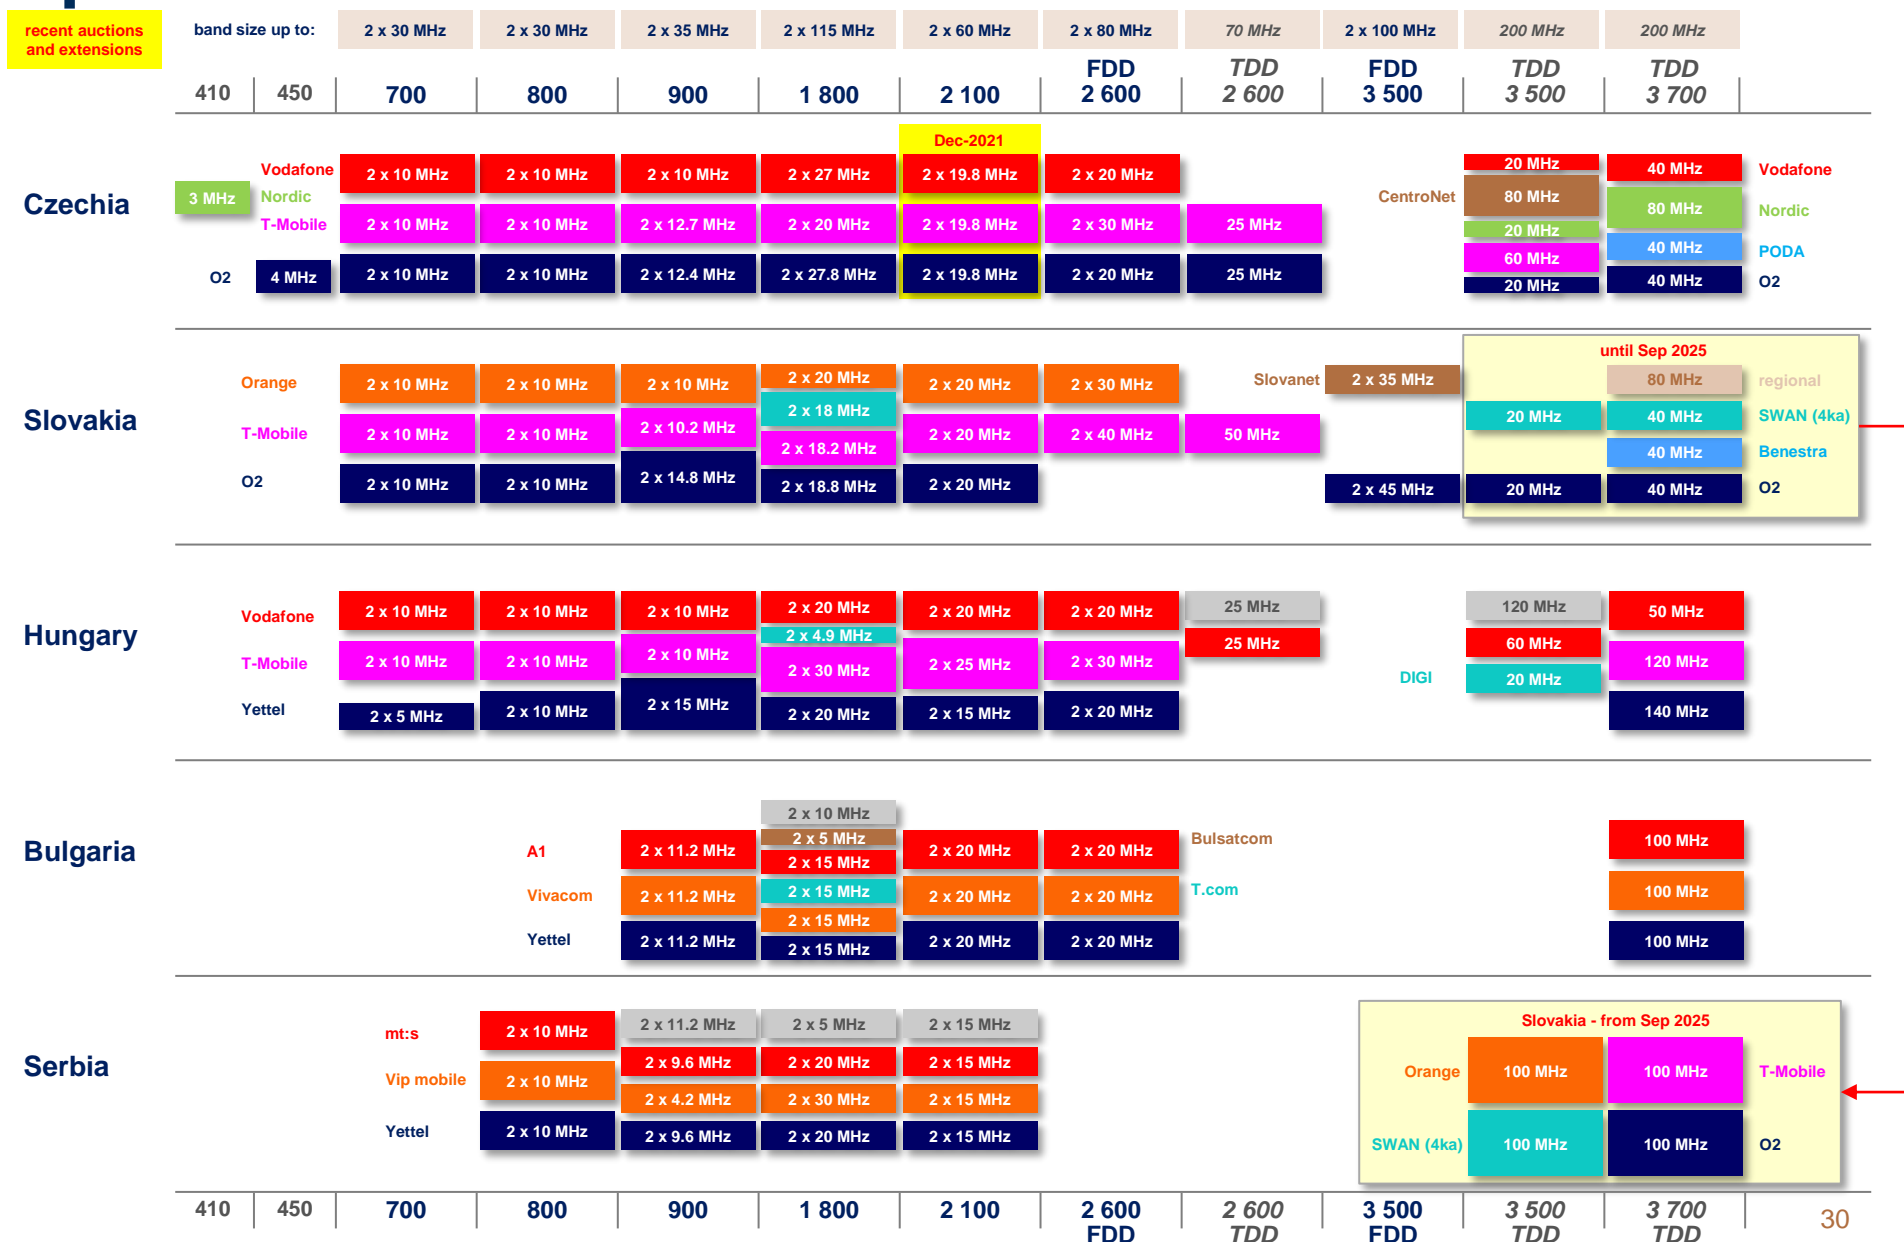 recent auctions
and extensions
band size up to:
2 x 30 MHz
2 x 30 MHz
2 x 35 MHz
2 x 115 MHz
2 x 60 MHz
2 x 80 MHz
70 MHz
2 x 100 MHz
200 MHz
200 MHz
FDD
TDD
FDD
TDD
TDD
410
450
700
800
900
1 800
2 100
2 600
2 600
3 500
3 500
3 700
Czechia
Dec-2021
Vodafone
2 x 10 MHz
2 x 10 MHz
2 x 10 MHz
2 x 27 MHz
2 x 19.8 MHz
2 x 20 MHz
20 MHz
40 MHz
Vodafone
3 MHz
Nordic
CentroNet
80 MHz
80 MHz
Nordic
T-Mobile
2 x 10 MHz
2 x 10 MHz
2 x 12.7 MHz
2 x 20 MHz
2 x 19.8 MHz
2 x 30 MHz
25 MHz
20 MHz
60 MHz
40 MHz
PODA
O2
4 MHz
2 x 10 MHz
2 x 10 MHz
2 x 12.4 MHz
2 x 27.8 MHz
2 x 19.8 MHz
2 x 20 MHz
25 MHz
20 MHz
40 MHz
O2
Slovakia
until Sep 2025
Orange
2 x 10 MHz
2 x 10 MHz
2 x 10 MHz
2 x 20 MHz
2 x 20 MHz
2 x 30 MHz
Slovanet
2 x 35 MHz
80 MHz
regional
2 x 18 MHz
20 MHz
40 MHz
SWAN (4ka)
T-Mobile
2 x 10 MHz
2 x 10 MHz
2 x 10.2 MHz
2 x 18.2 MHz
2 x 20 MHz
2 x 40 MHz
50 MHz
40 MHz
Benestra
O2
2 x 10 MHz
2 x 10 MHz
2 x 14.8 MHz
2 x 18.8 MHz
2 x 20 MHz
2 x 45 MHz
20 MHz
40 MHz
O2
Hungary
Vodafone
2 x 10 MHz
2 x 10 MHz
2 x 10 MHz
2 x 20 MHz
2 x 20 MHz
2 x 20 MHz
25 MHz
120 MHz
50 MHz
2 x 4.9 MHz
25 MHz
60 MHz
T-Mobile
2 x 10 MHz
2 x 10 MHz
2 x 10 MHz
2 x 30 MHz
2 x 25 MHz
2 x 30 MHz
120 MHz
DIGI
20 MHz
Yettel
2 x 5 MHz
2 x 10 MHz
2 x 15 MHz
2 x 20 MHz
2 x 15 MHz
2 x 20 MHz
140 MHz
Bulgaria
2 x 10 MHz
2 x 5 MHz
Bulsatcom
A1
2 x 11.2 MHz
2 x 15 MHz
2 x 20 MHz
2 x 20 MHz
100 MHz
2 x 15 MHz
T.com
Vivacom
2 x 11.2 MHz
2 x 15 MHz
2 x 20 MHz
2 x 20 MHz
100 MHz
Yettel
2 x 11.2 MHz
2 x 15 MHz
2 x 20 MHz
2 x 20 MHz
100 MHz
Serbia
2 x 11.2 MHz
2 x 5 MHz
2 x 15 MHz
mt:s
2 x 10 MHz
2 x 9.6 MHz
2 x 20 MHz
2 x 15 MHz
Vip mobile
2 x 10 MHz
2 x 4.2 MHz
2 x 30 MHz
2 x 15 MHz
Yettel
2 x 10 MHz
2 x 9.6 MHz
2 x 20 MHz
2 x 15 MHz
Slovakia - from Sep 2025
Orange
100 MHz
100 MHz
T-Mobile
SWAN (4ka)
100 MHz
100 MHz
O2
410
450
700
800
900
1 800
2 100
2 600
2 600
3 500
3 500
3 700
FDD
TDD
FDD
TDD
TDD
30